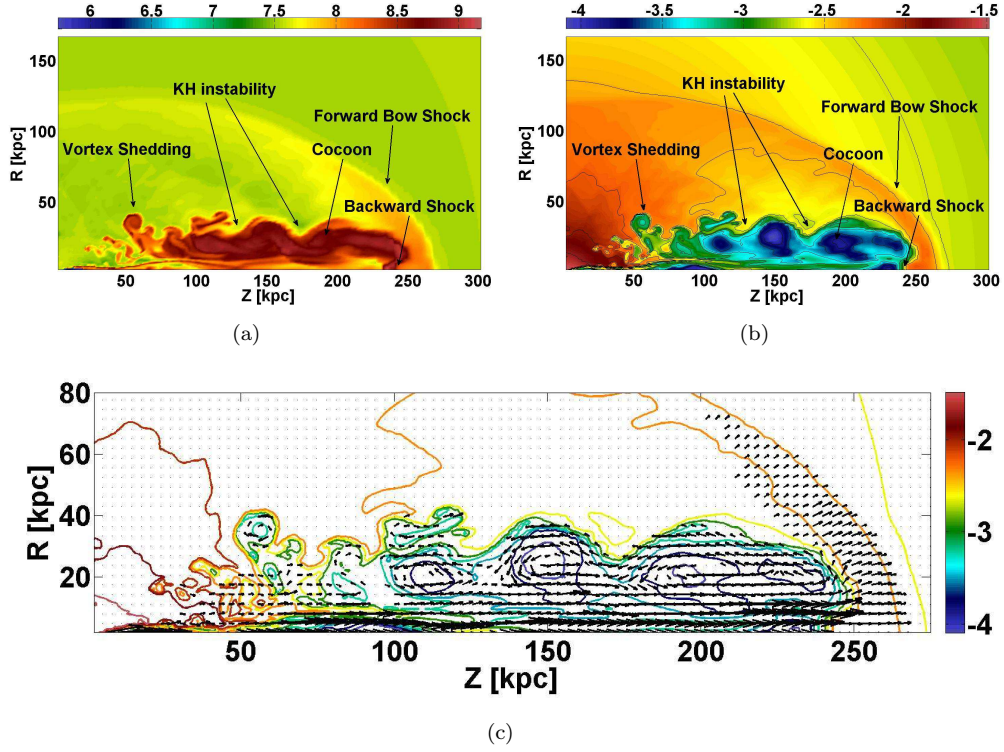 6 6.5 7 7.5 8 8.5 9
R [kpc]
150
100
50
KH instability
Vortex Shedding
Forward Bow Shock
Cocoon
Backward Shock
50 100 150 200 250 300
Z [kpc]
(a)
-4 -3.5 -3 -2.5 -2 -1.5
R [kpc]
150
100
50
KH instability
Vortex Shedding
Forward Bow Shock
Cocoon
Backward Shock
50 100 150 200 250 300
Z [kpc]
(b)
R [kpc]
80
60
40
20
50 100 150 200 250
Z [kpc]
-2
-3
-4
(c)